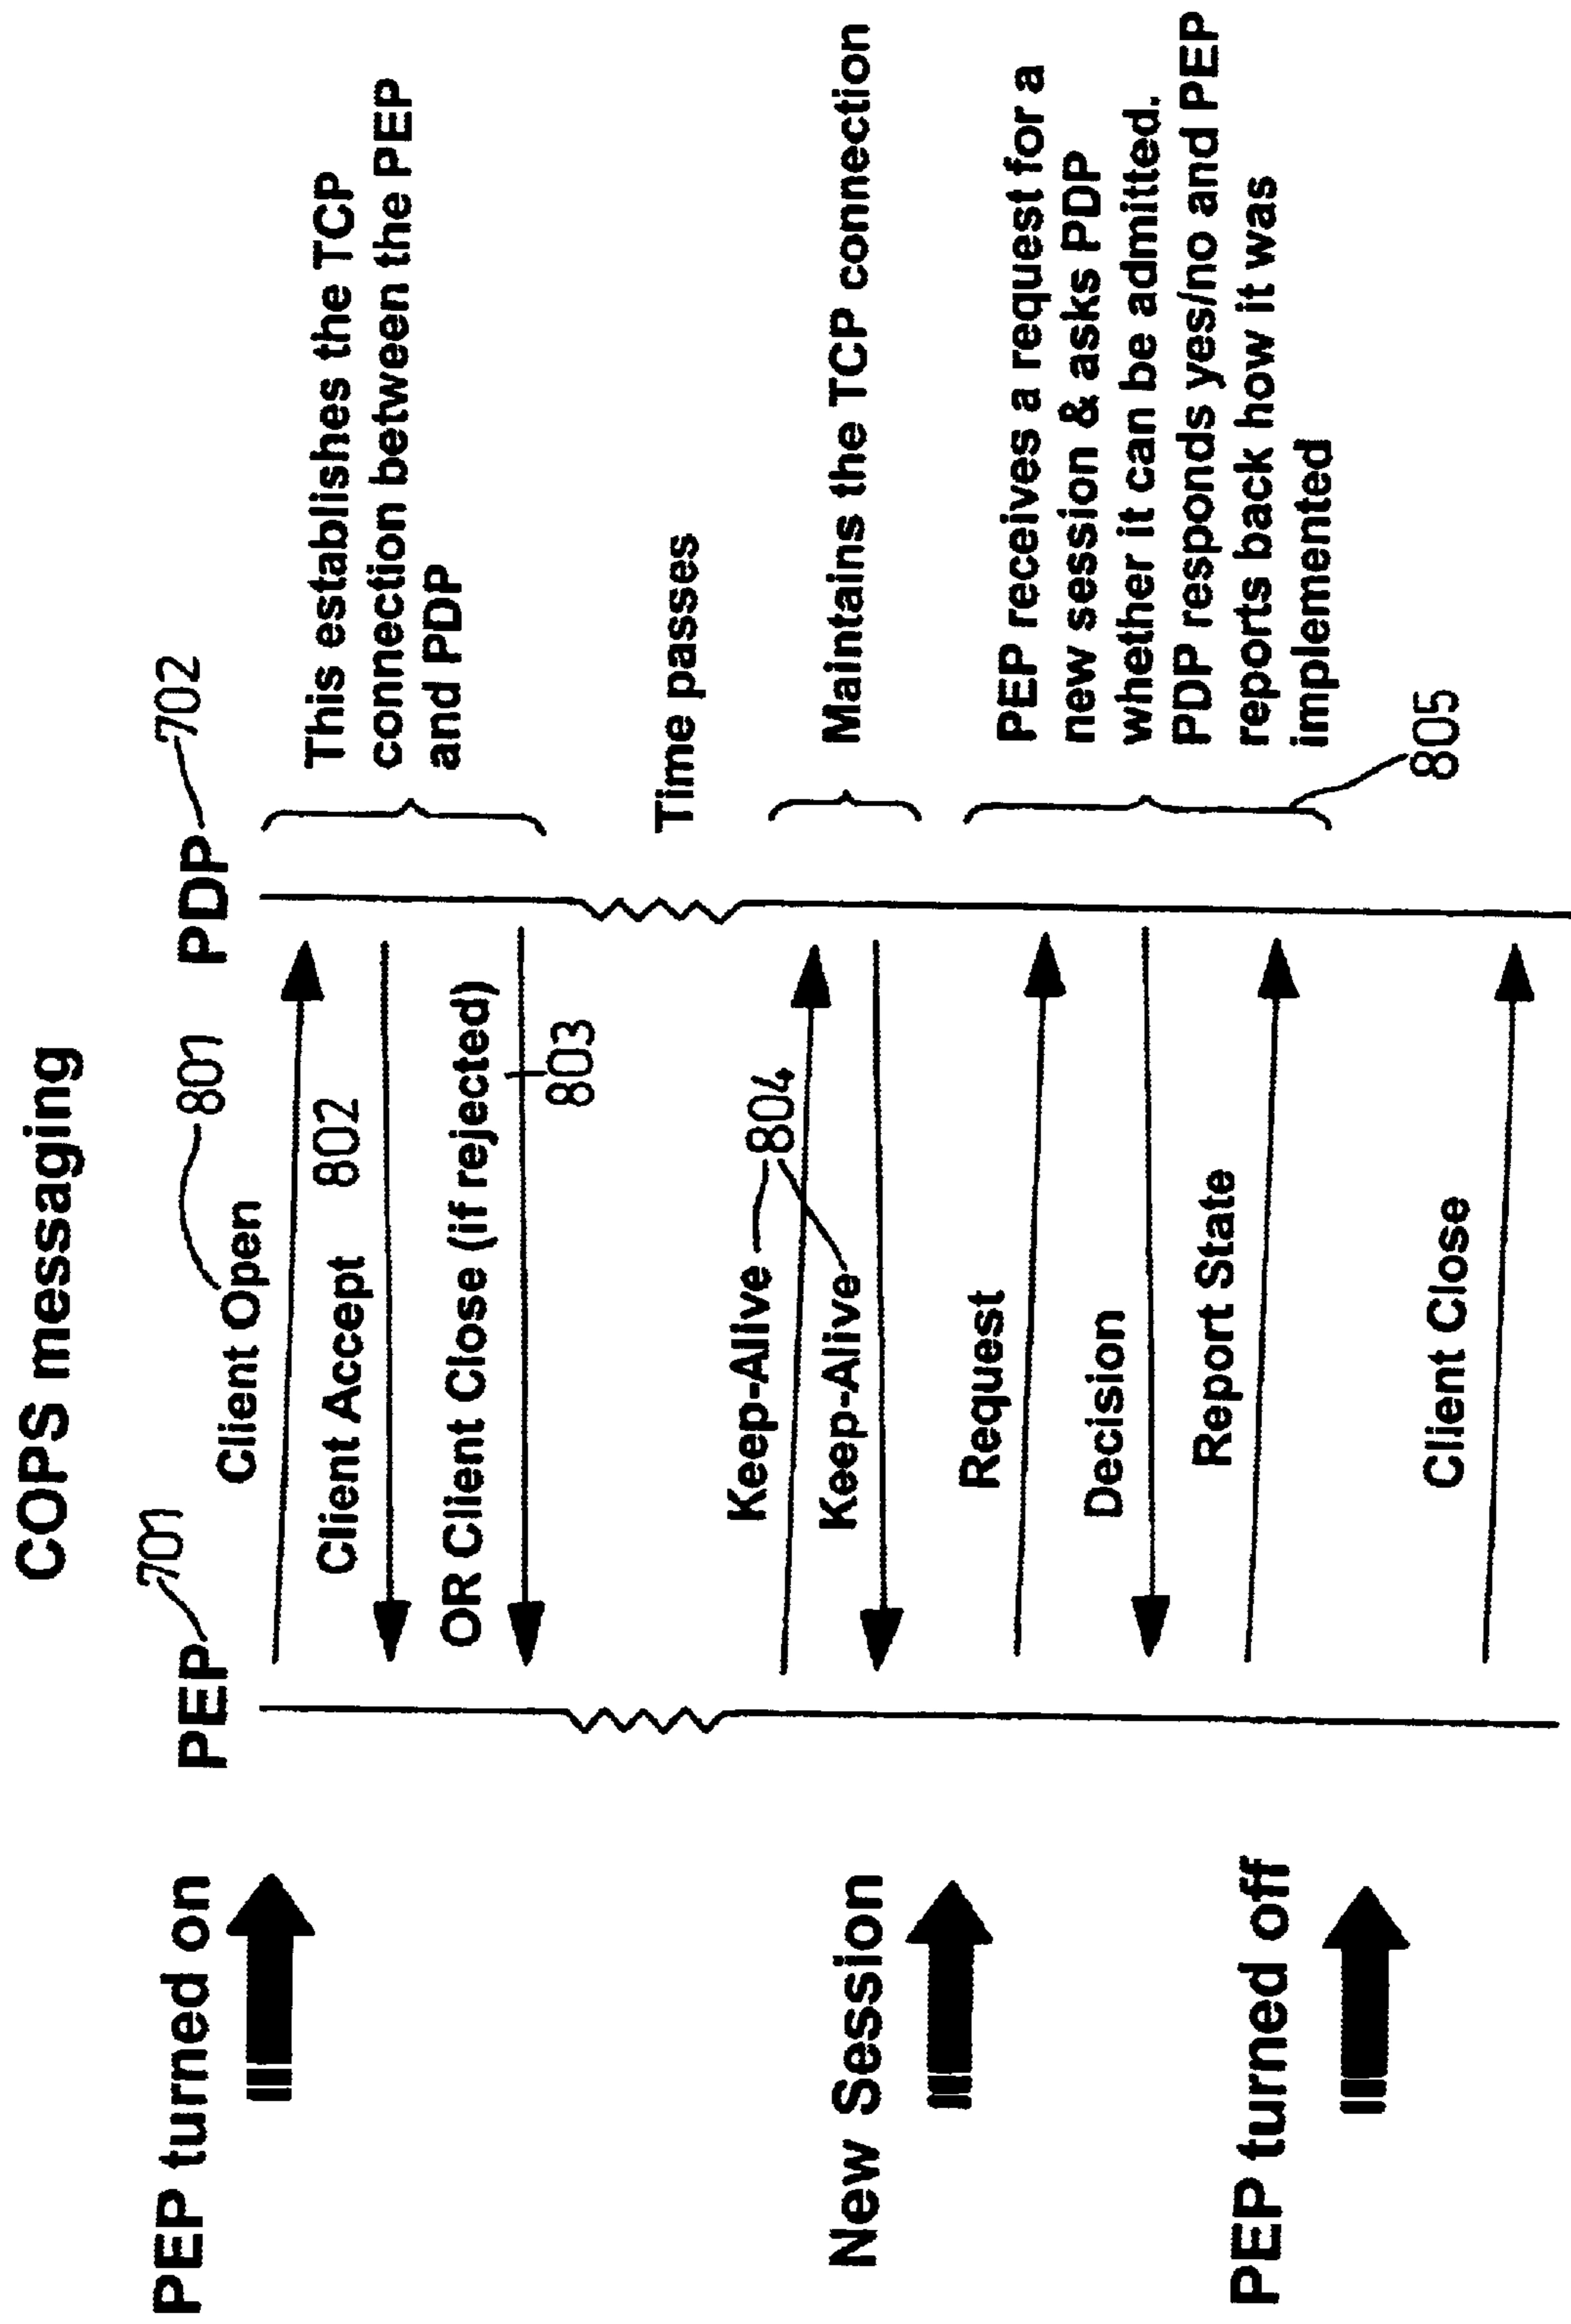 COPS messaging
PEP turned on
PEP
701
801
PDP
702
Client Open
Client Accept
802
OR Client Close (if rejected)
803
This establishes the TCP
connection between the PEP
and PDP
Time passes
Keep-Alive
804
Keep-Alive
Maintains the TCP connection
New Session
Request
Decision
Report State
PEP receives a request for a
new session & asks PDP
whether it can be admitted.
PDP responds yes/no and PEP
reports back how it was
implemented
805
PEP turned off
Client Close